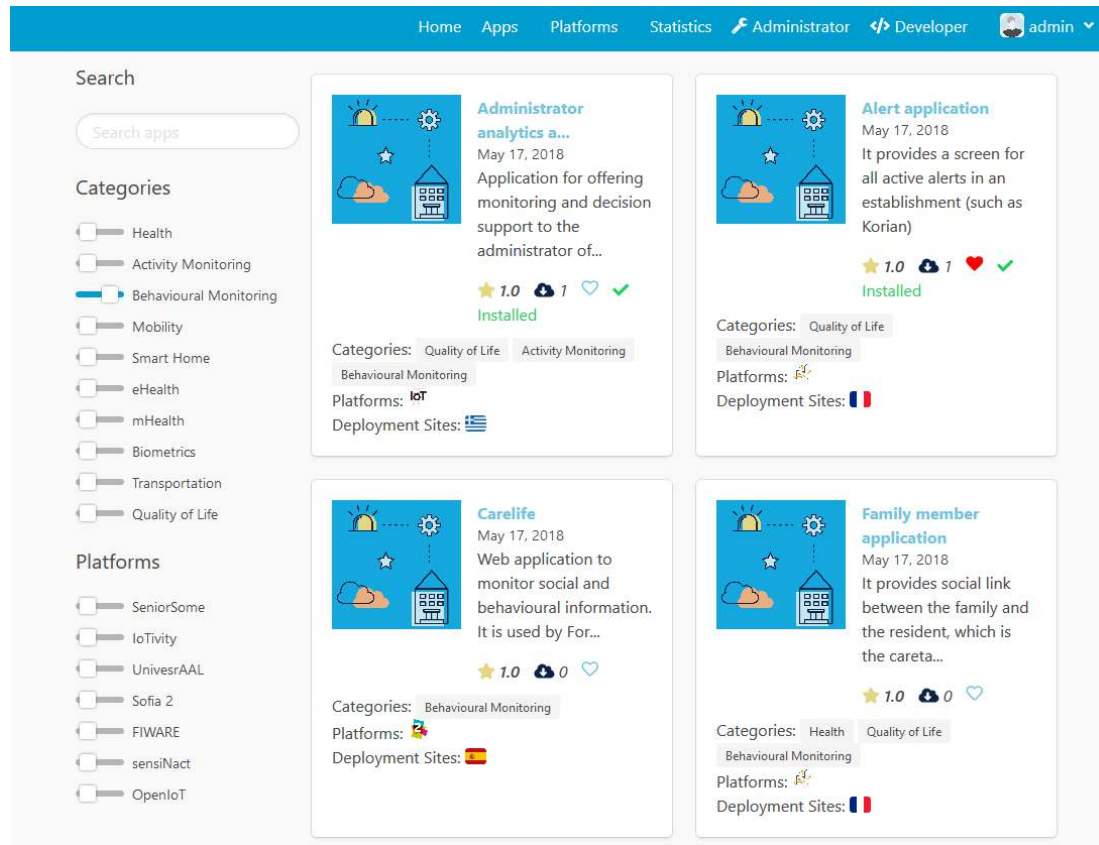 Home Apps Platforms Statistics Administrator </> Developer admin
Search
Search apps
Categories
Health
Activity Monitoring
Behavioural Monitoring
Mobility
Smart Home
eHealth
mHealth
Biometrics
Transportation
Quality of Life
Platforms
SeniorSome
IoTivity
UnivesrAAL
Sofia 2
FIWARE
sensiNact
OpenIoT
Administrator
analytics a...
May 17, 2018
Application for offering
monitoring and decision
support to the
administrator of...
1.0 1
Installed
Categories: Quality of Life Activity Monitoring
Behavioural Monitoring
Platforms: IoT
Deployment Sites:
Alert application
May 17, 2018
It provides a screen for
all active alerts in an
establishment (such as
Korian)
1.0 1
Installed
Categories: Quality of Life
Behavioural Monitoring
Platforms:
Deployment Sites:
Carelife
May 17, 2018
Web application to
monitor social and
behavioural information.
It is used by For...
1.0 0
Categories: Behavioural Monitoring
Platforms:
Deployment Sites:
Family member
application
May 17, 2018
It provides social link
between the family and
the resident, which is
the careta...
1.0 0
Categories: Health Quality of Life
Behavioural Monitoring
Platforms:
Deployment Sites: